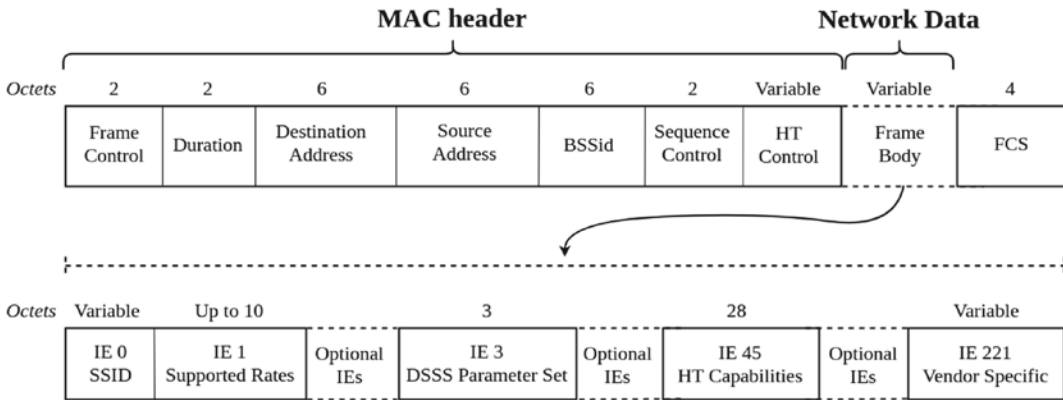 MAC header
Network Data
Octets 2 2 6 6 6 2 Variable Variable 4
Frame Control
Duration
Destination Address
Source Address
BSSid
Sequence Control
HT Control
Frame Body
FCS
Octets Variable Up to 10 3 28 Variable
IE 0
SSID
IE 1
Supported Rates
Optional
IEs
IE 3
DSSS Parameter Set
Optional
IEs
IE 45
HT Capabilities
Optional
IEs
IE 221
Vendor Specific